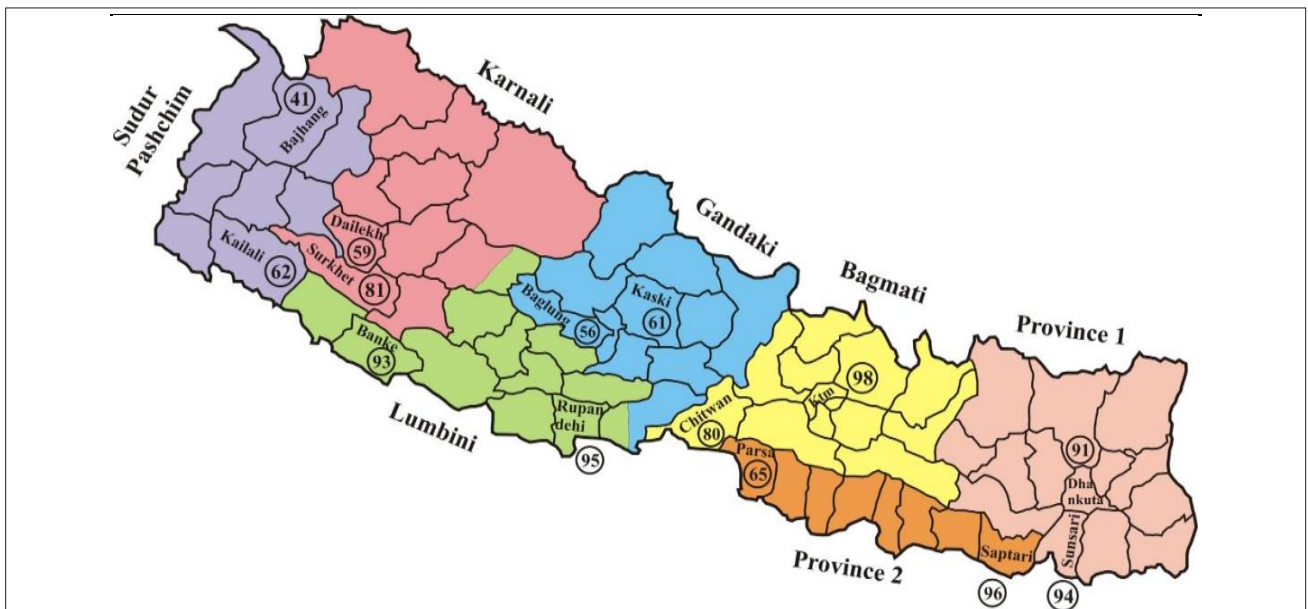 Sudur
Pashchim
Karnali
Gandaki
Bagmati
Province 1
Lumbini
Province 2
41
Bajhang
Dailekh
59
Kailali
62
Surkhet
81
Banke
93
Baglung
56
Kaski
61
Rupan
dehi
95
Chitwan
80
Ktm
98
Parsa
65
Saptari
96
91
Dha
nkuta
Sunsari
94